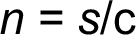 n = s/c